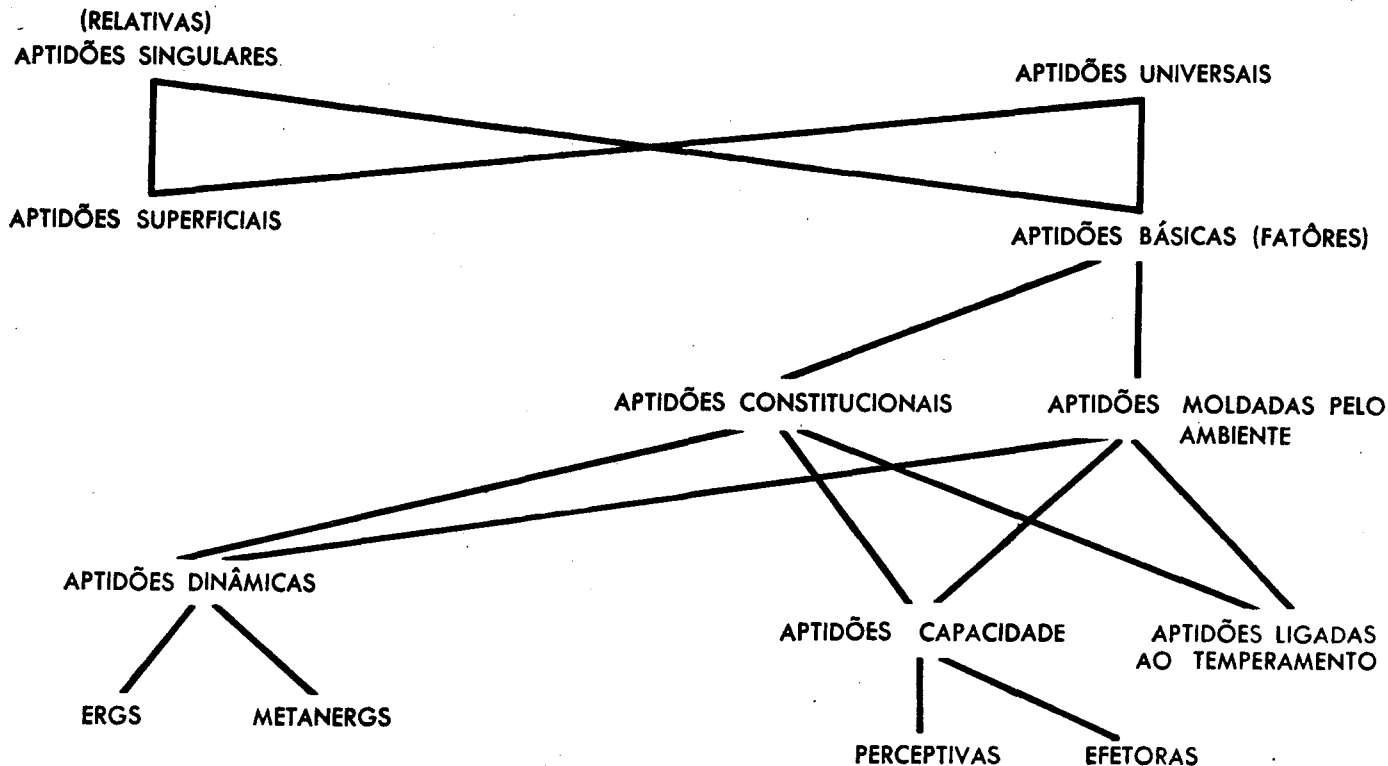 (RELATIVAS)
APTIDÕES SINGULARES
APTIDÕES UNIVERSAIS
APTIDÕES SUPERFICIAIS
APTIDÕES BÁSICAS (FATÔRES)
APTIDÕES CONSTITUCIONAIS
APTIDÕES MOLDADAS PELO
AMBIENTE
APTIDÕES DINÂMICAS
APTIDÕES CAPACIDADE
APTIDÕES LIGADAS
AO TEMPERAMENTO
ERGS
METANERGS
PERCEPTIVAS
EFETORAS